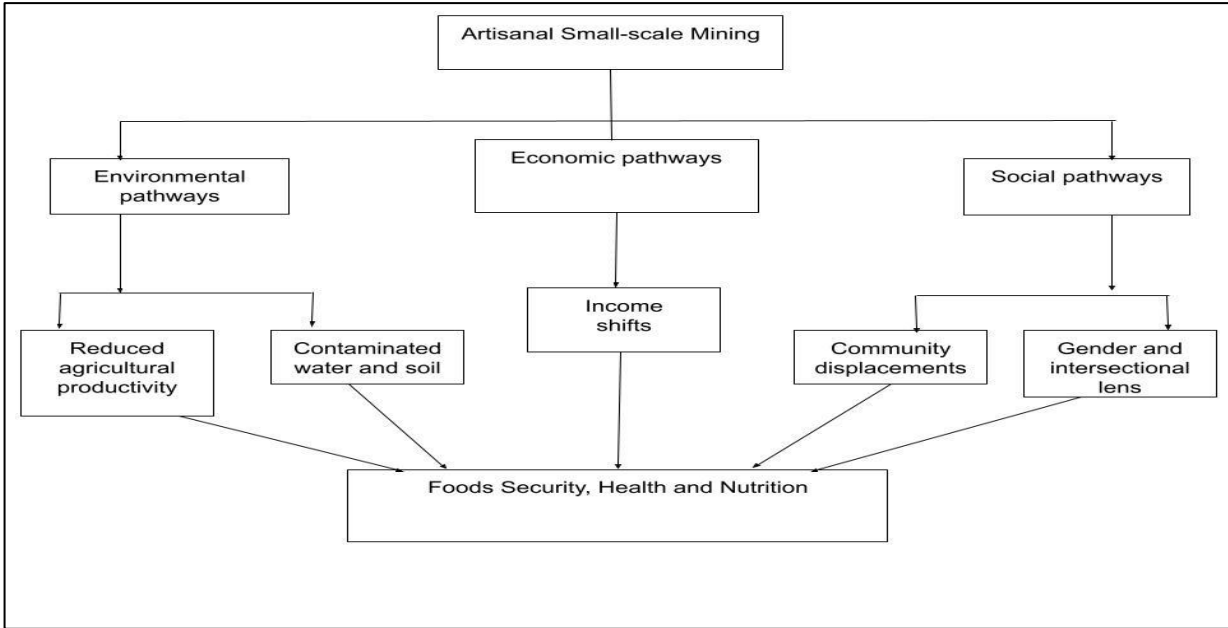 Artisanal Small-scale Mining
Environmental
pathways
Economic pathways
Social pathways
Reduced
agricultural
productivity
Contaminated
water and soil
Income
shifts
Community
displacements
Gender and
intersectional
lens
Foods Security, Health and Nutrition